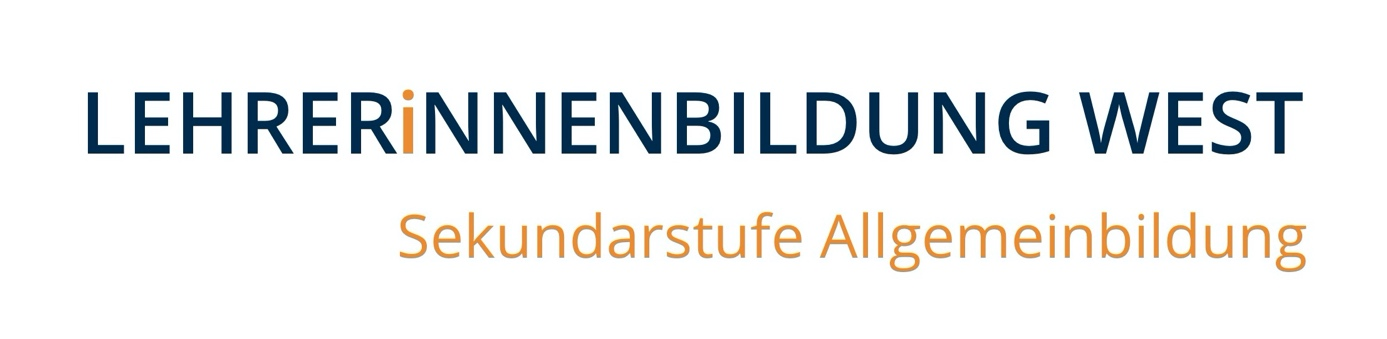 LEHRERiNNENBILDUNG WEST
Sekundarstufe Allgemeinbildung